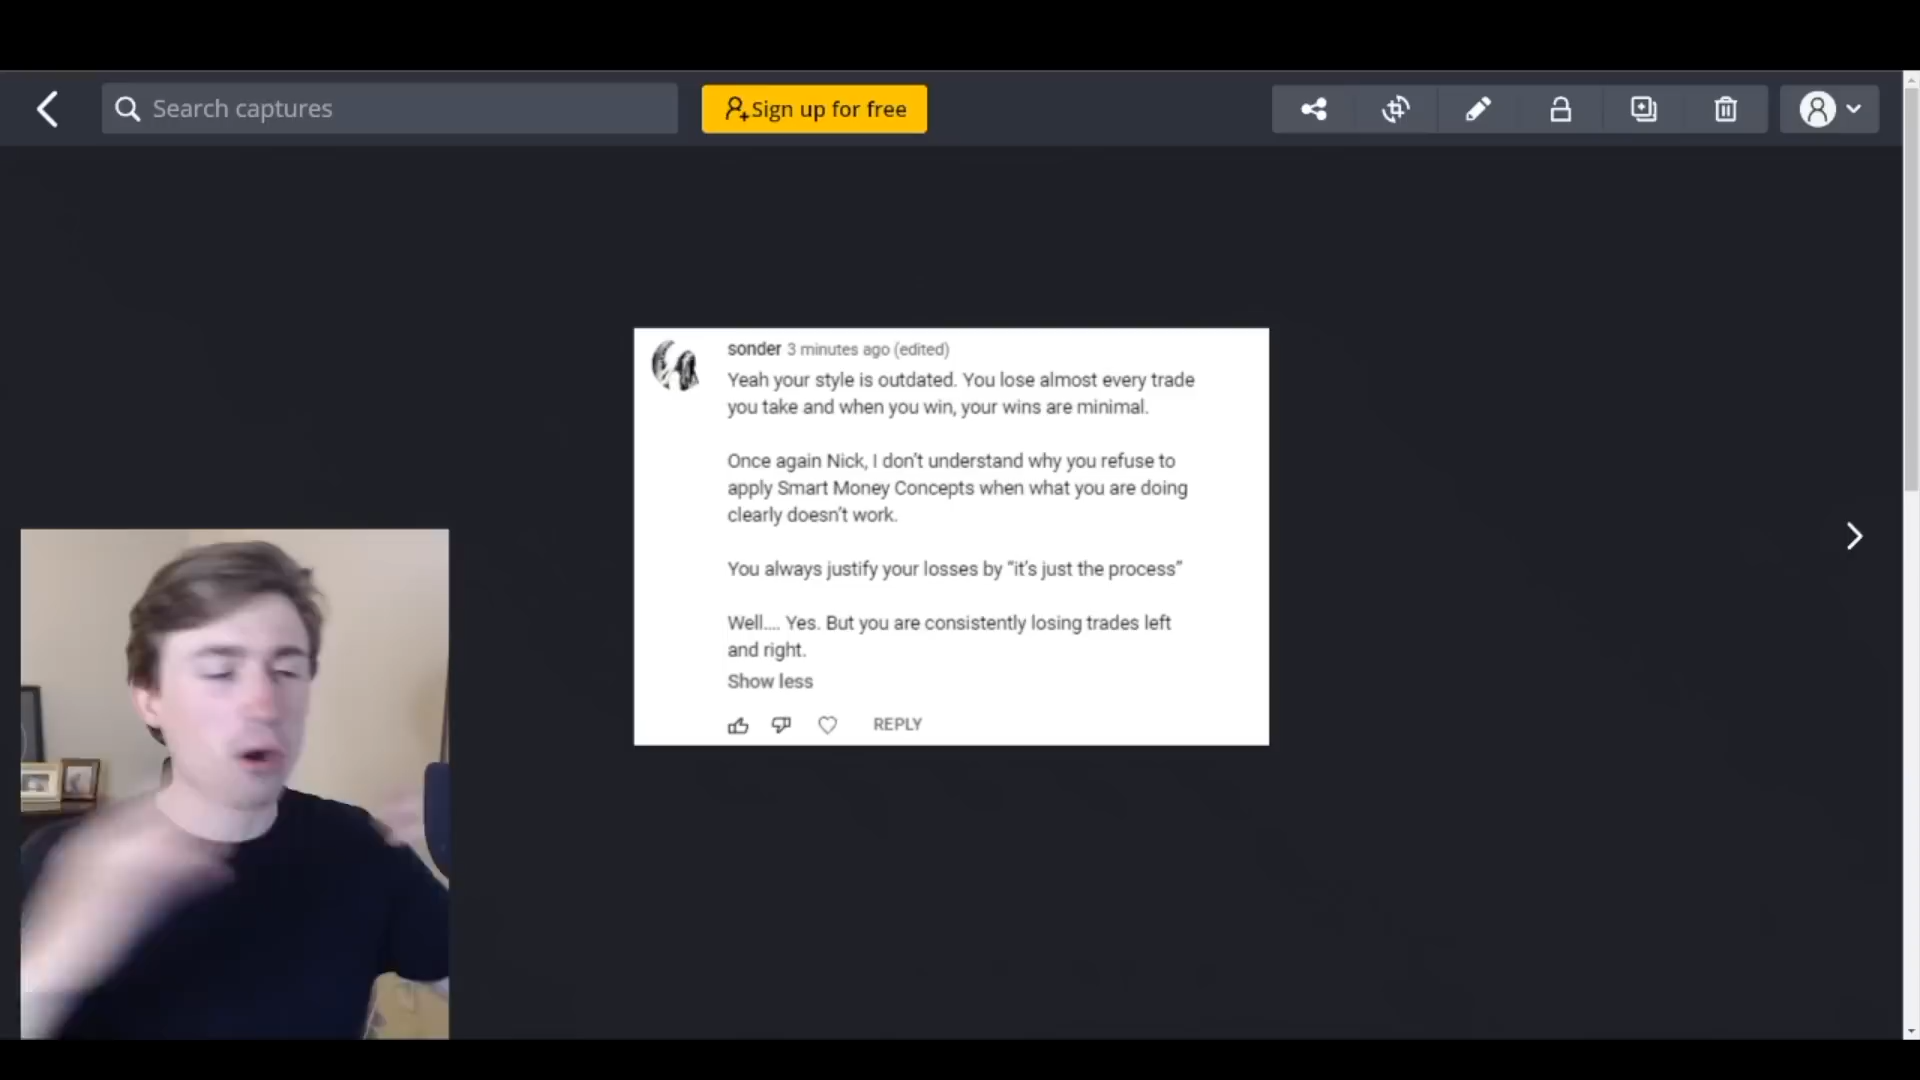 Search captures
Sign up for free
sonder 3 minutes ago (edited)
Yeah your style is outdated. You lose almost every trade
you take and when you win, your wins are minimal.
Once again Nick, I don't understand why you refuse to
apply Smart Money Concepts when what you are doing
clearly doesn't work.
You always justify your losses by "it's just the process"
Well.... Yes. But you are consistently losing trades left
and right.
Show less
REPLY